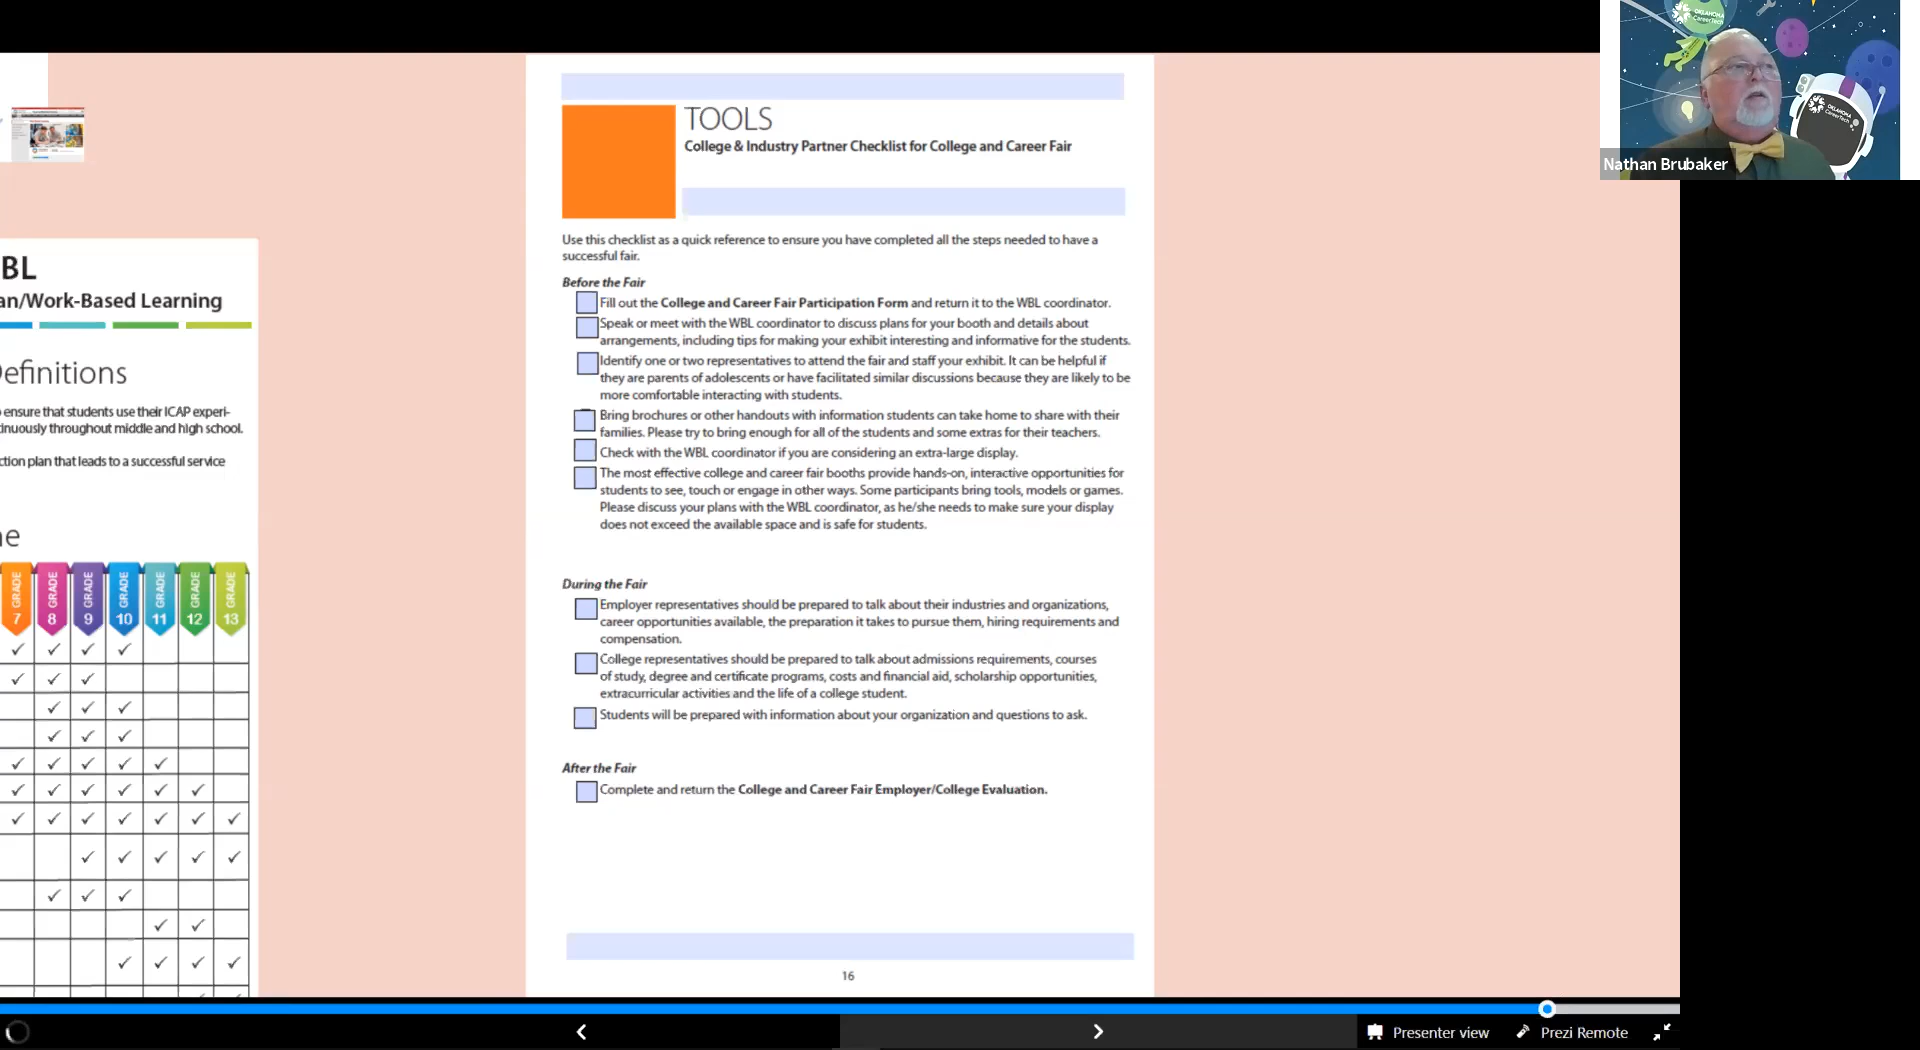 OKLAHOMA
CareerTech
OKLAHOMA
CareerTech
Nathan Brubaker
TOOLS
College & Industry Partner Checklist for College and Career Fair
Use this checklist as a quick reference to ensure you have completed all the steps needed to have a
successful fair.
Before the Fair
Fill out the College and Career Fair Participation Form and return it to the WBL coordinator.
Speak or meet with the WBL coordinator to discuss plans for your booth and details about
arrangements, including tips for making your exhibit interesting and informative for the students.
Identify one or two representatives to attend the fair and staff your exhibit. It can be helpful if
they are parents of adolescents or have facilitated similar discussions because they are likely to be
more comfortable interacting with students.
Bring brochures or other handouts with information students can take home to share with their
families. Please try to bring enough for all of the students and some extras for their teachers.
Check with the WBL coordinator if you are considering an extra-large display.
The most effective college and career fair booths provide hands-on, interactive opportunities for
students to see, touch or engage in other ways. Some participants bring tools, models or games.
Please discuss your plans with the WBL coordinator, as he/she needs to make sure your display
does not exceed the available space and is safe for students.
During the Fair
Employer representatives should be prepared to talk about their industries and organizations,
career opportunities available, the preparation it takes to pursue them, hiring requirements and
compensation.
College representatives should be prepared to talk about admissions requirements, courses
of study, degree and certificate programs, costs and financial aid, scholarship opportunities,
extracurricular activities and the life of a college student.
Students will be prepared with information about your organization and questions to ask.
After the Fair
Complete and return the College and Career Fair Employer/College Evaluation.
16
BL
an/Work-Based Learning
efinitions
o ensure that students use their ICAP experi-
tinuously throughout middle and high school.
ction plan that leads to a successful service
ne
GRADE 7 GRADE 8 GRADE 9 GRADE 10 GRADE 11 GRADE 12 GRADE 13
Presenter view
Prezi Remote